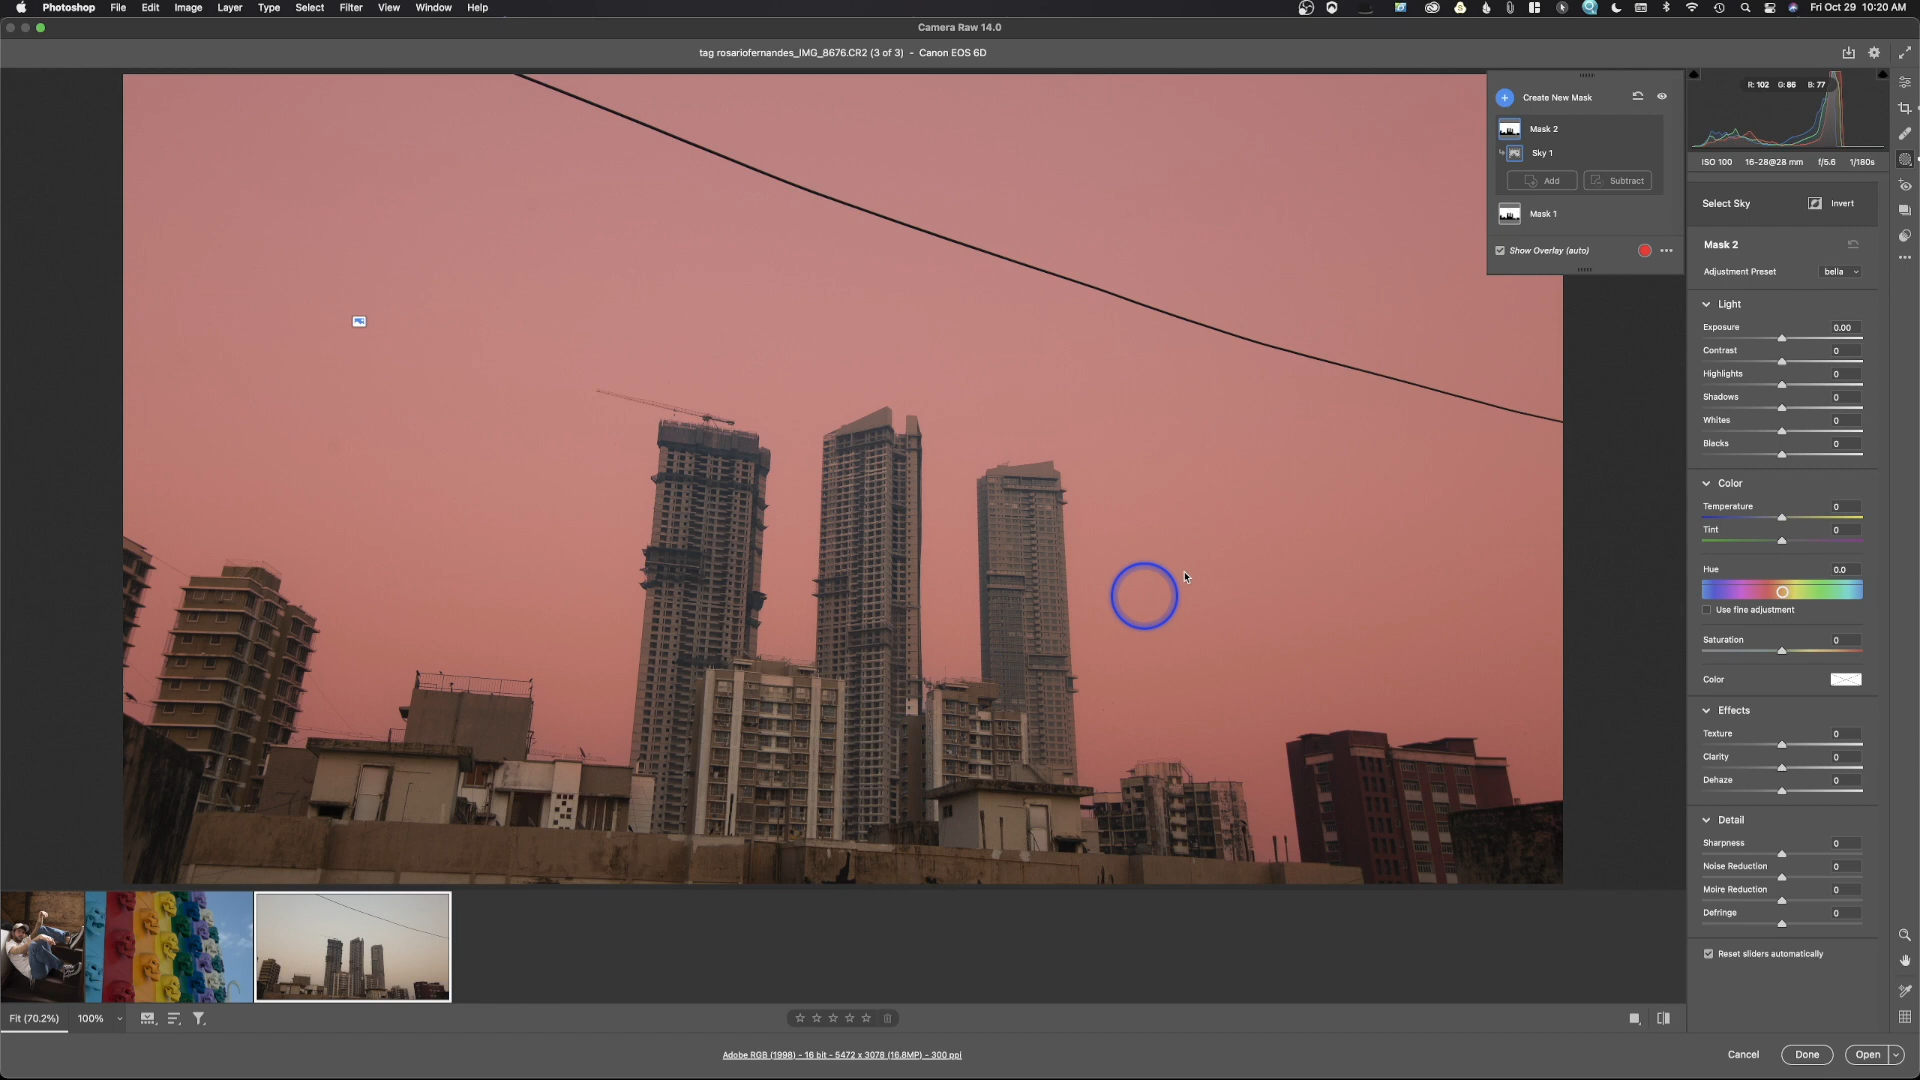 Photoshop File Edit Image Layer Type Select Filter View Window Help Fri Oct 29 10:20 AM
Camera Raw 14.0
tag rosariofernandes_IMG_8676.CR2 (3 of 3) - Canon EOS 6D
R: 102 G: 86 B: 77
Create New Mask
Mask 2
Sky 1
Add Subtract
Mask 1
Show Overlay (auto)
ISO 100 16-28@28 mm f/5.6 1/180s
Select Sky Invert
Mask 2
Adjustment Preset bella
Light
Exposure 0.00
Contrast 0
Highlights 0
Shadows 0
Whites 0
Blacks 0
Color
Temperature 0
Tint 0
Hue 0.0
Use fine adjustment
Saturation 0
Color
Effects
Texture 0
Clarity 0
Dehaze 0
Detail
Sharpness 0
Noise Reduction 0
Moire Reduction 0
Defringe 0
Reset sliders automatically
Fit (70.2%) 100%
Adobe RGB (1998) - 16 bit - 5472 x 3078 (16.8MP) - 300 ppi
Cancel Done Open